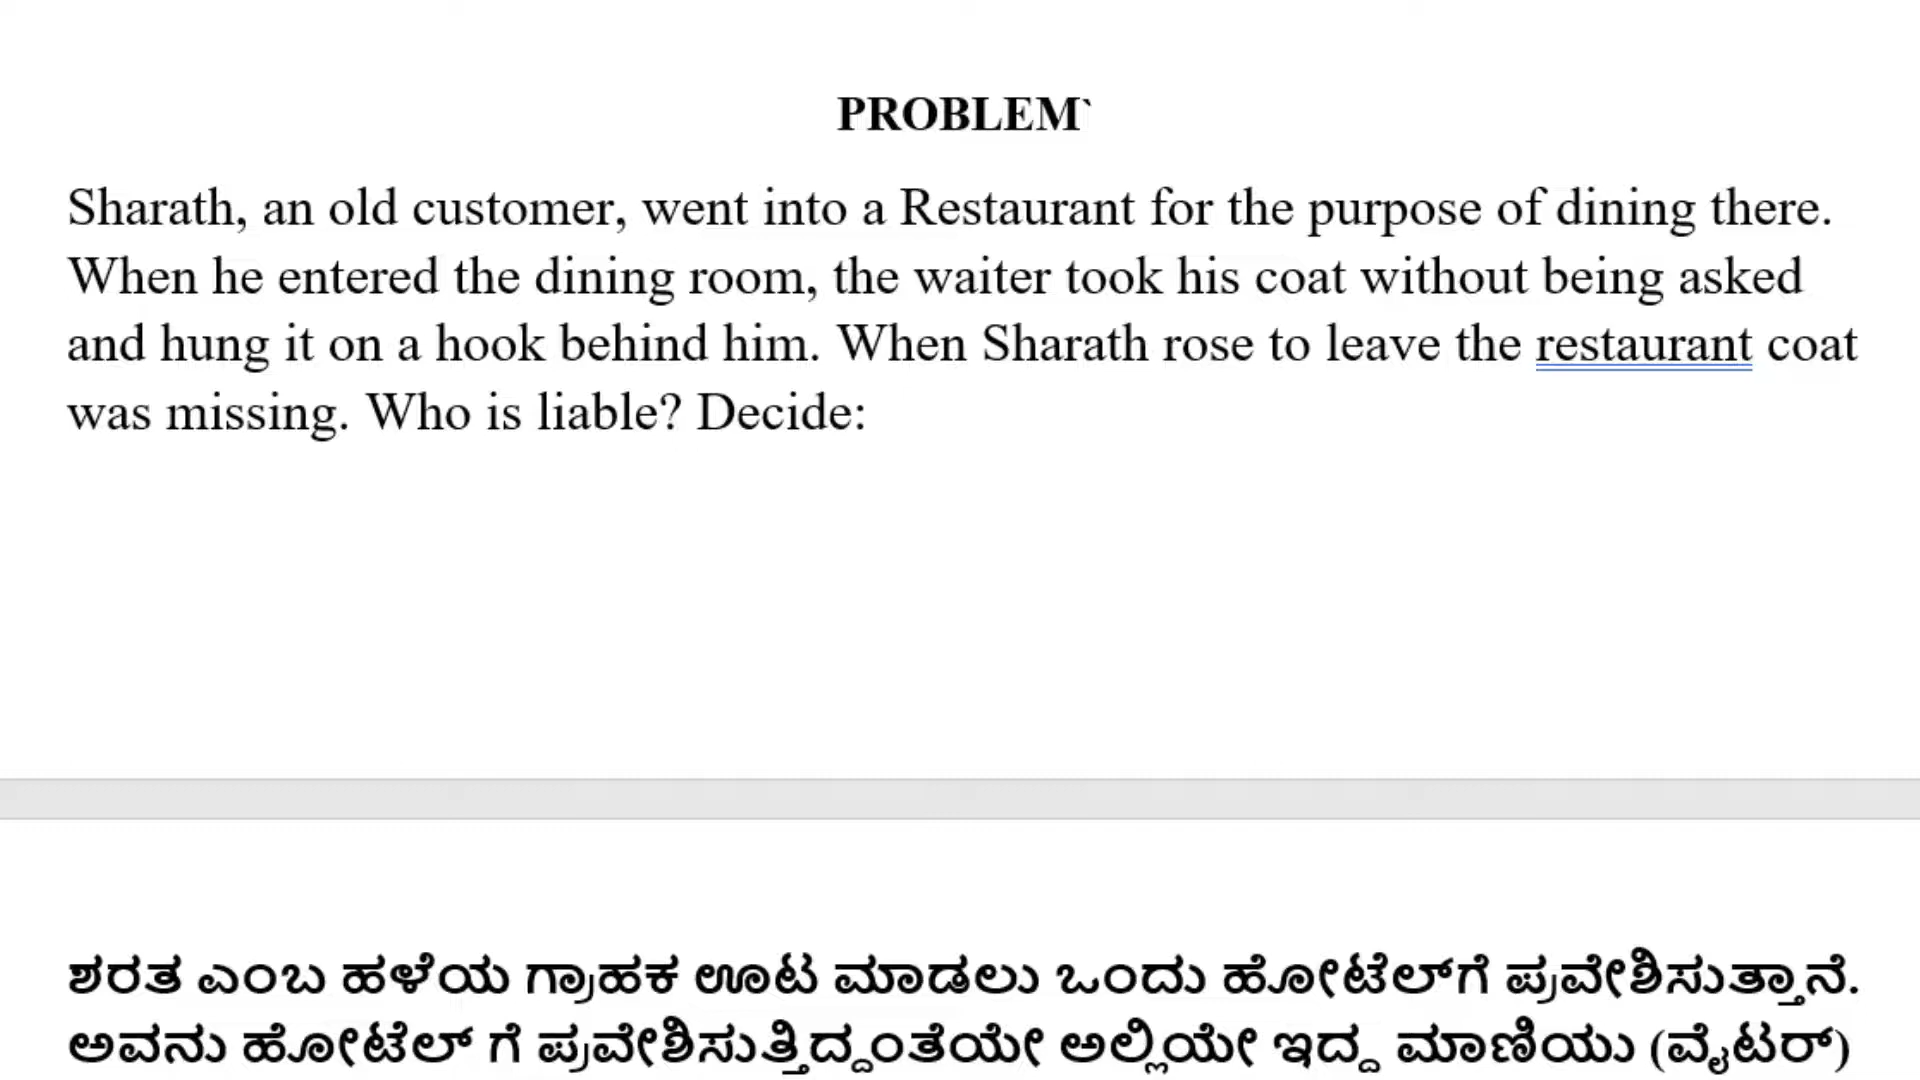 PROBLEM`
Sharath, an old customer, went into a Restaurant for the purpose of dining there.
When he entered the dining room, the waiter took his coat without being asked
and hung it on a hook behind him. When Sharath rose to leave the restaurant coat
was missing. Who is liable? Decide:
ಶರತ ಎಂಬ ಹಳೆಯ ಗ್ರಾಹಕ ಊಟ ಮಾಡಲು ಒಂದು ಹೋಟೆಲ್‌ಗೆ ಪ್ರವೇಶಿಸುತ್ತಾನೆ.
ಅವನು ಹೋಟೆಲ್ ಗೆ ಪ್ರವೇಶಿಸುತ್ತಿದ್ದಂತೆಯೇ ಅಲ್ಲಿಯೇ ಇದ್ದ ಮಾಣಿಯು (ವೈಟರ್)